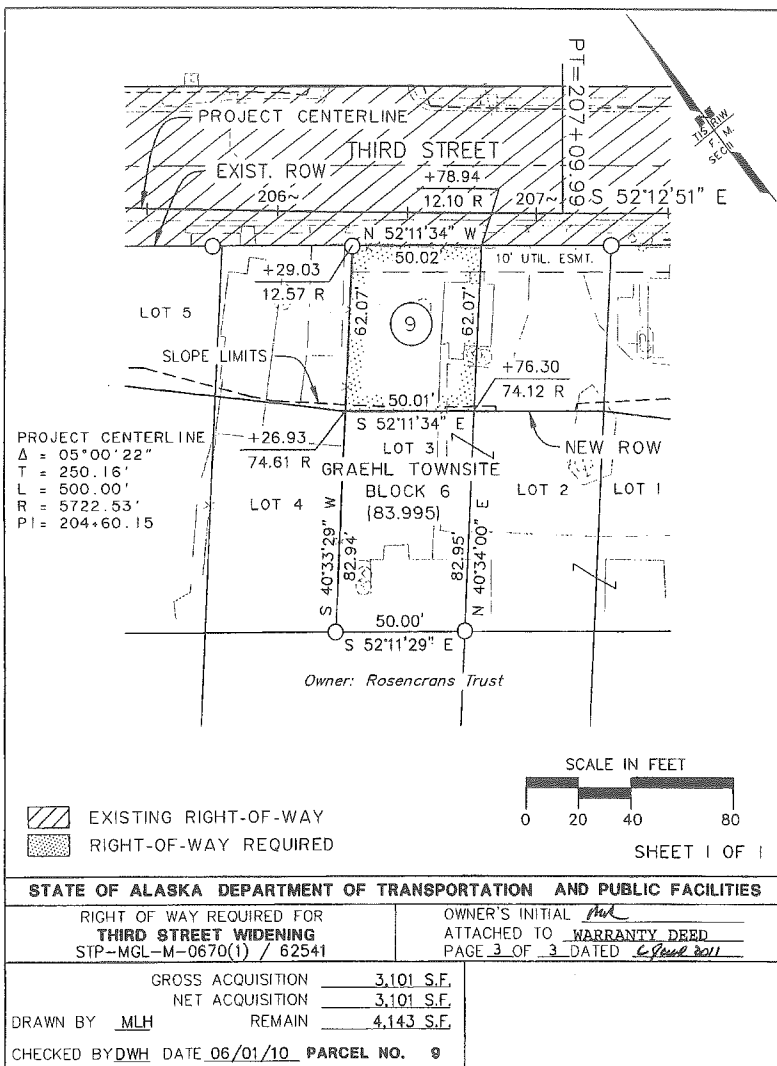 PT=207+09.99
T1S R1W
F. M.
SEC 11
PROJECT CENTERLINE
THIRD STREET
EXIST. ROW
+78.94
12.10 R
206~
207~
S 52°12'51" E
N 52°11'34" W
50.02
10' UTIL. ESMT.
+29.03
12.57 R
LOT 5
62.07'
9
62.07'
SLOPE LIMITS
+76.30
74.12 R
50.01'
S 52°11'34" E
PROJECT CENTERLINE
Δ = 05°00'22"
T = 250.16'
L = 500.00'
R = 5722.53'
PI= 204+60.15
+26.93
74.61 R
LOT 3
NEW ROW
GRAEHL TOWNSITE
BLOCK 6
(83.995)
LOT 4
LOT 2
LOT 1
S 40°33'29" W
82.94'
82.95'
N 40°34'00" E
50.00'
S 52°11'29" E
Owner: Rosencrans Trust
SCALE IN FEET
0 20 40 80
EXISTING RIGHT-OF-WAY
RIGHT-OF-WAY REQUIRED
SHEET 1 OF 1
STATE OF ALASKA DEPARTMENT OF TRANSPORTATION AND PUBLIC FACILITIES
RIGHT OF WAY REQUIRED FOR
THIRD STREET WIDENING
STP-MGL-M-0670(1) / 62541
OWNER'S INITIAL
ATTACHED TO WARRANTY DEED
PAGE 3 OF 3 DATED 2011
GROSS ACQUISITION 3,101 S.F.
NET ACQUISITION 3,101 S.F.
DRAWN BY MLH REMAIN 4,143 S.F.
CHECKED BY DWH DATE 06/01/10 PARCEL NO. 9